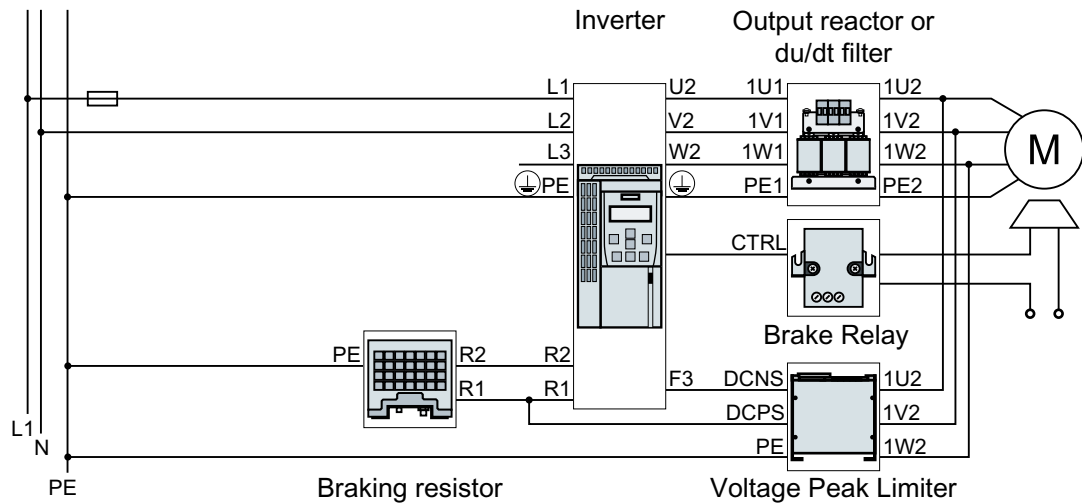 Inverter
Output reactor or
du/dt filter
L1 U2 1U1 1U2
L2 V2 1V1 1V2
L3 W2 1W1 1W2
PE PE1 PE2
M
CTRL
Brake Relay
PE R2 R2
R1 R1
F3 DCNS 1U2
DCPS 1V2
PE 1W2
L1
N
PE
Braking resistor
Voltage Peak Limiter